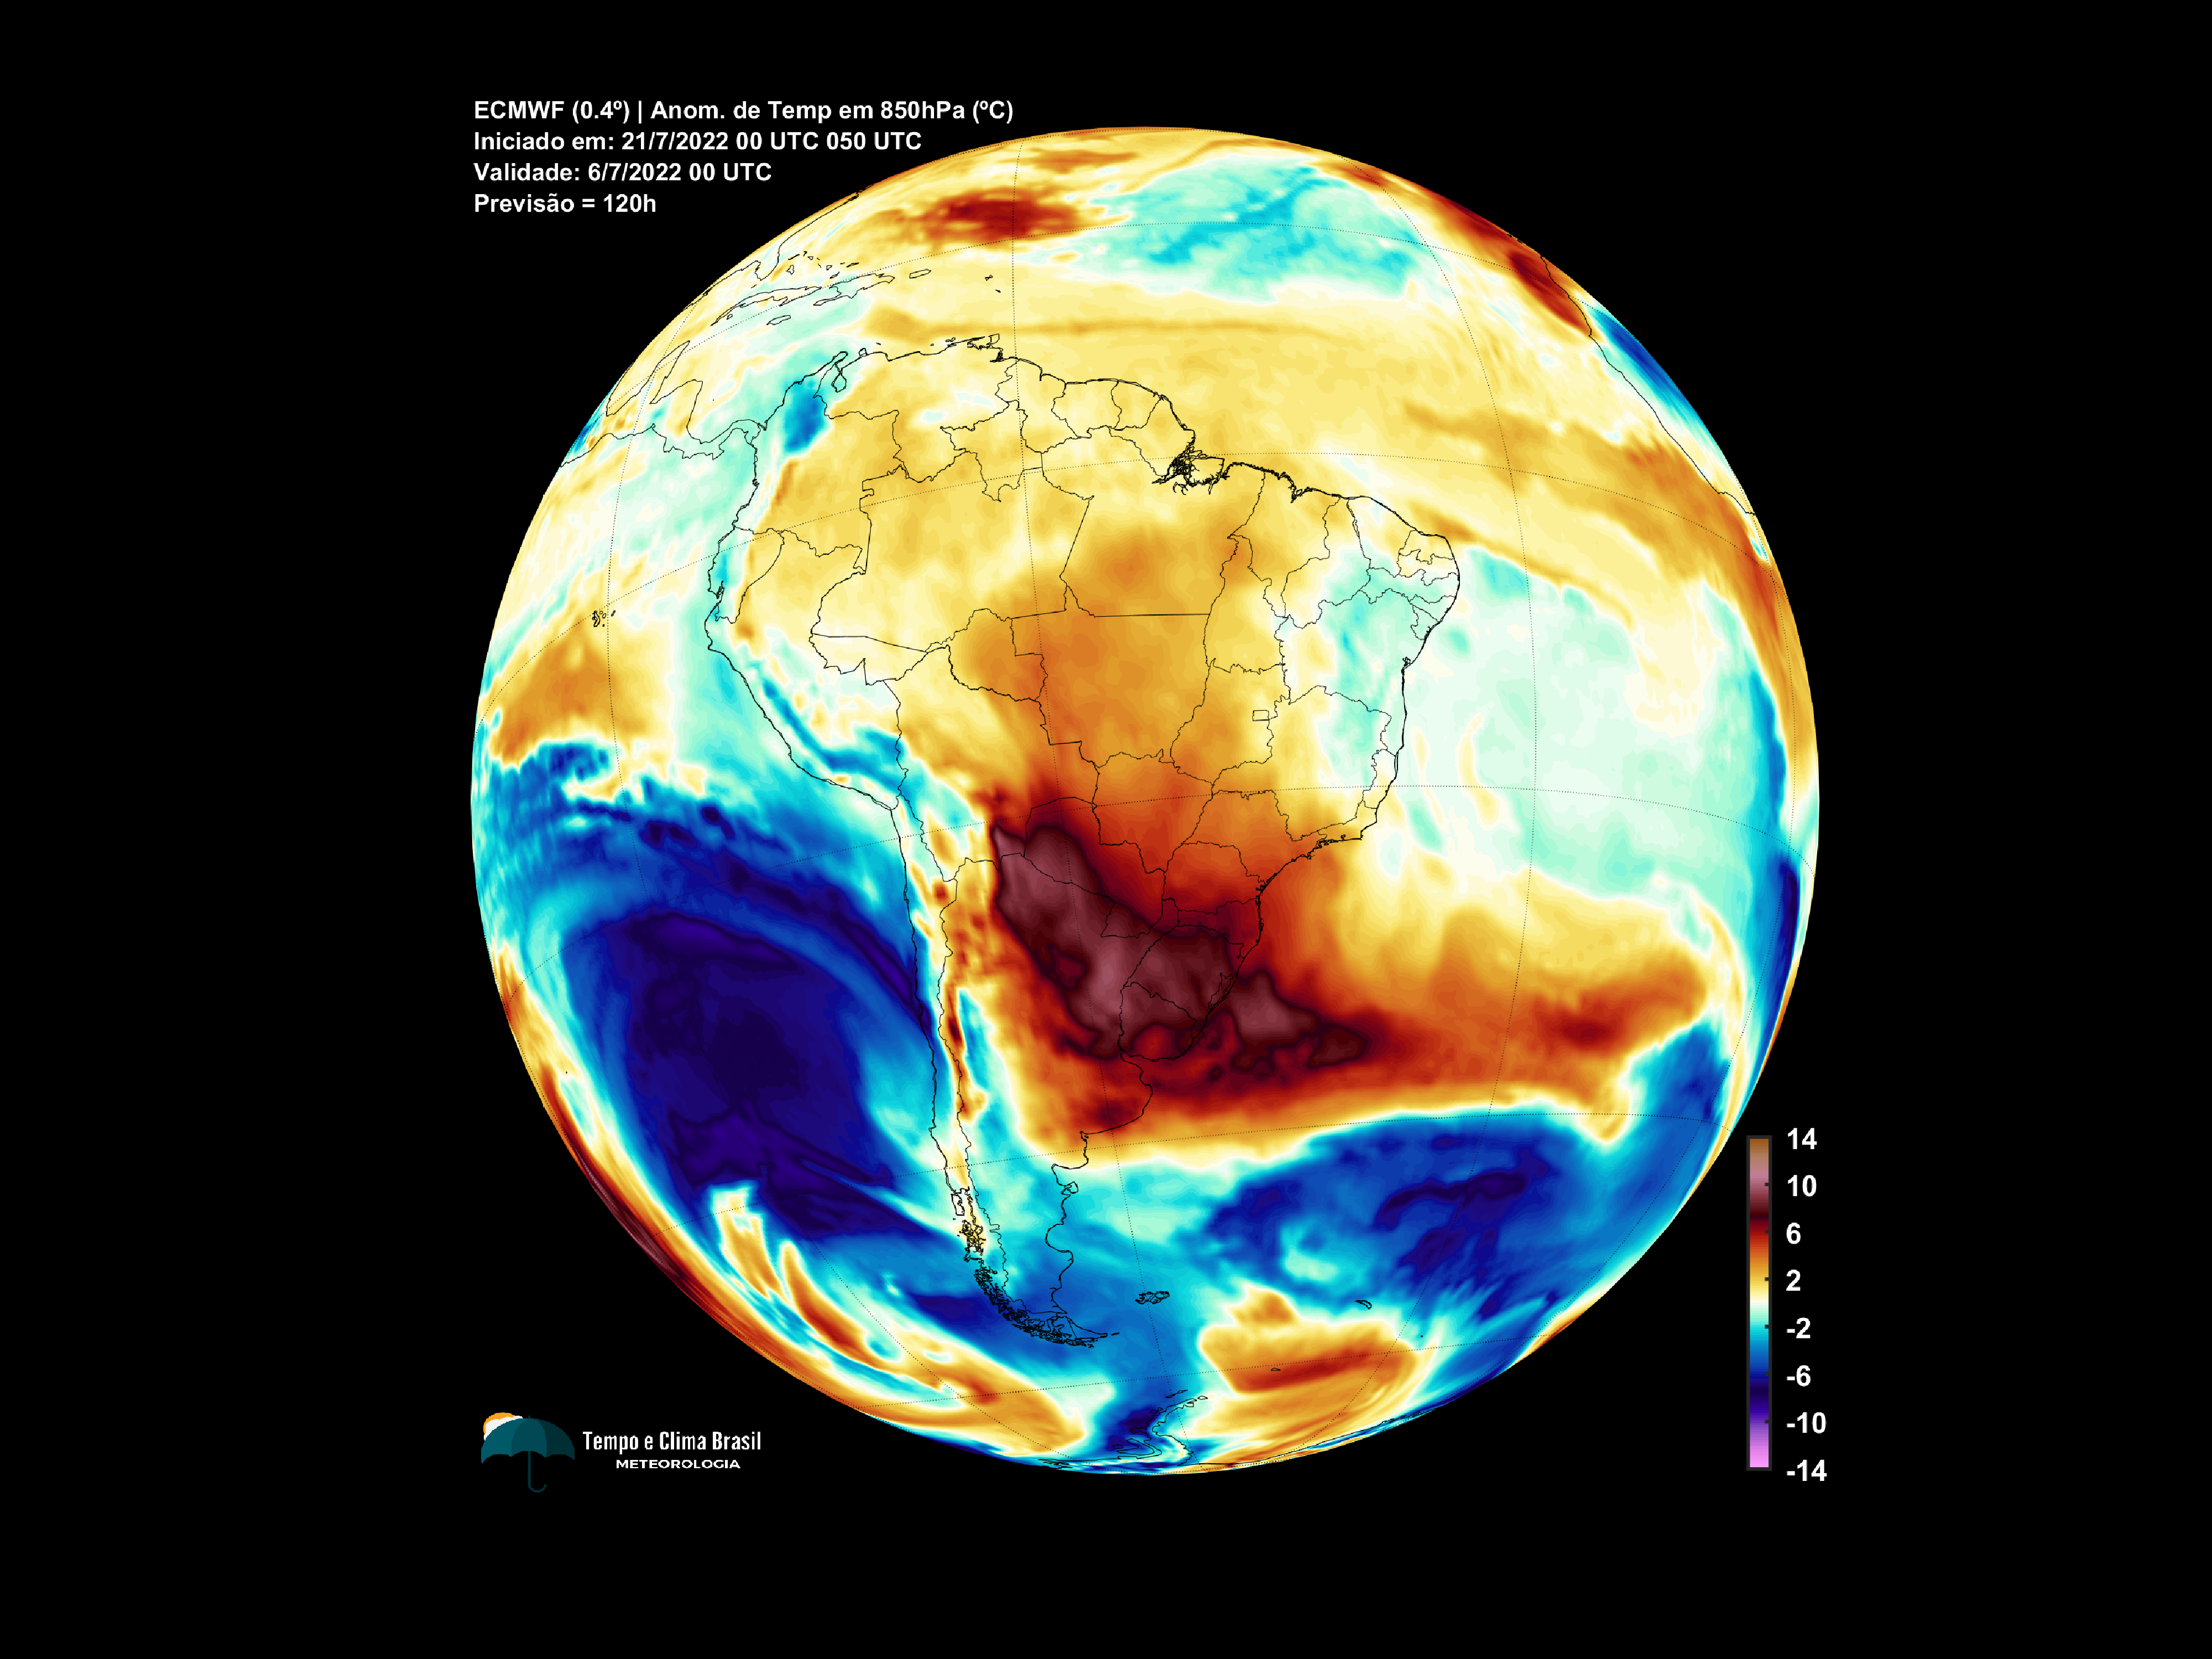 ECMWF (0.4º) | Anom. de Temp em 850hPa (ºC)
Iniciado em: 21/7/2022 00 UTC 050 UTC
Validade: 6/7/2022 00 UTC
Previsão = 120h
14
10
6
2
-2
-6
-10
-14
Tempo e Clima Brasil
METEOROLOGIA